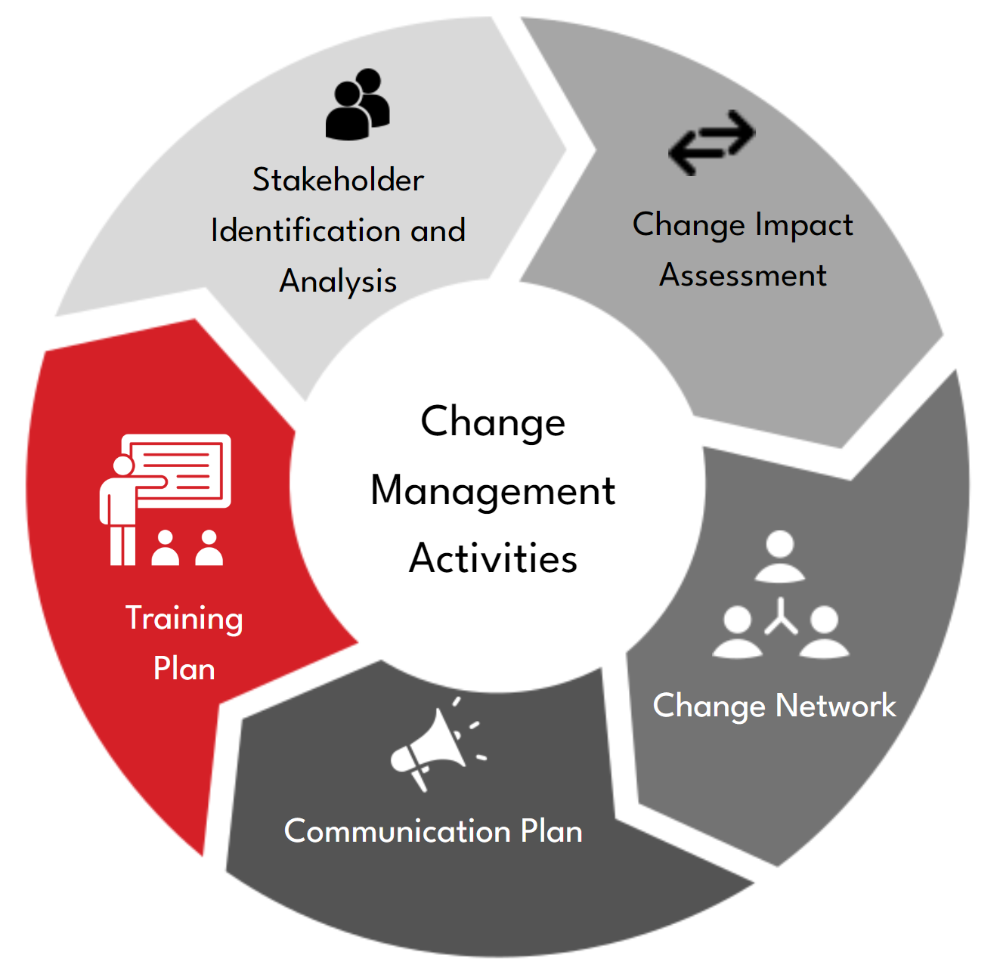 Stakeholder
Identification and
Analysis
Change Impact
Assessment
Change
Management
Activities
Training
Plan
Change Network
Communication Plan